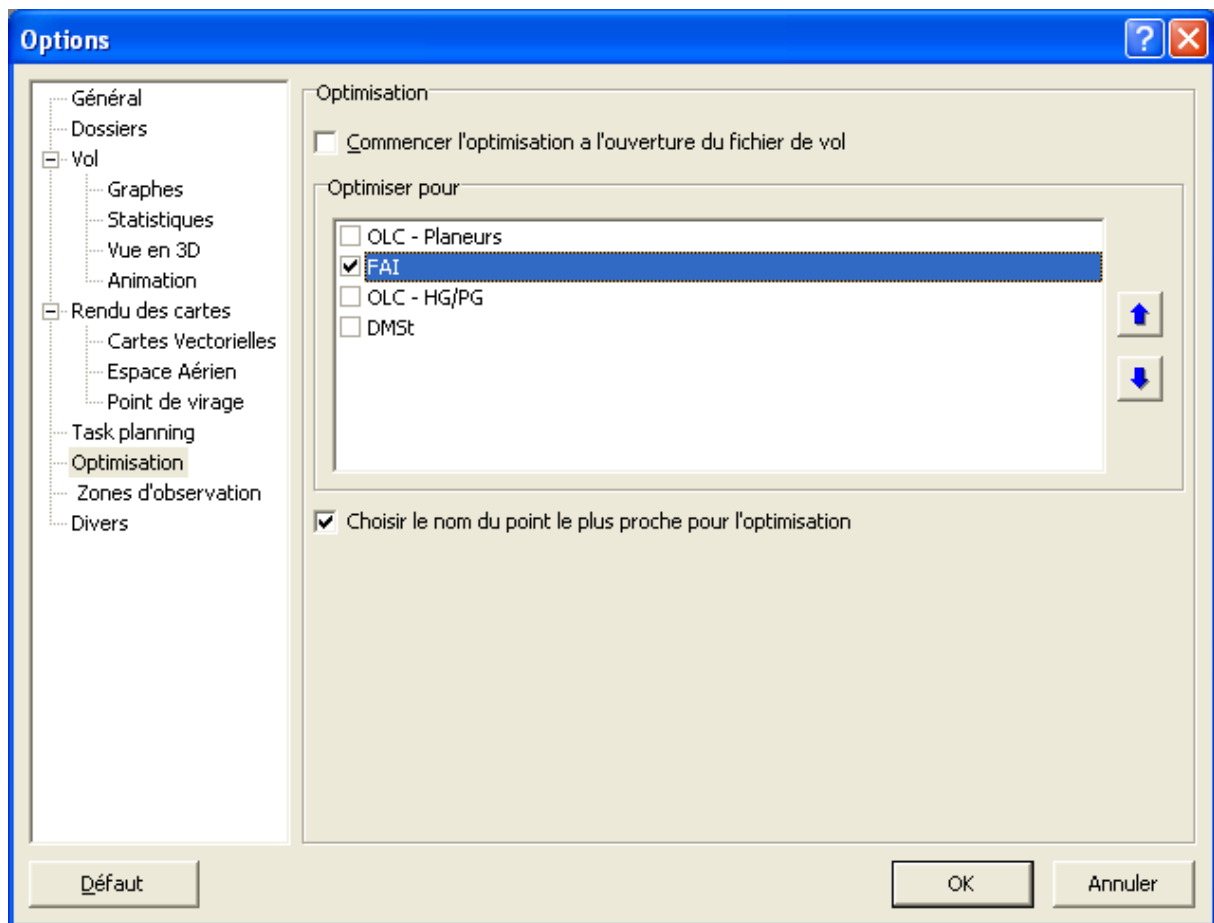 Options
Général
Dossiers
Vol
Graphes
Statistiques
Vue en 3D
Animation
Rendu des cartes
Cartes Vectorielles
Espace Aérien
Point de virage
Task planning
Optimisation
Zones d'observation
Divers
Optimisation
Commencer l'optimisation a l'ouverture du fichier de vol
Optimiser pour
OLC - Planeurs
FAI
OLC - HG/PG
DMSt
Choisir le nom du point le plus proche pour l'optimisation
Défaut
OK
Annuler